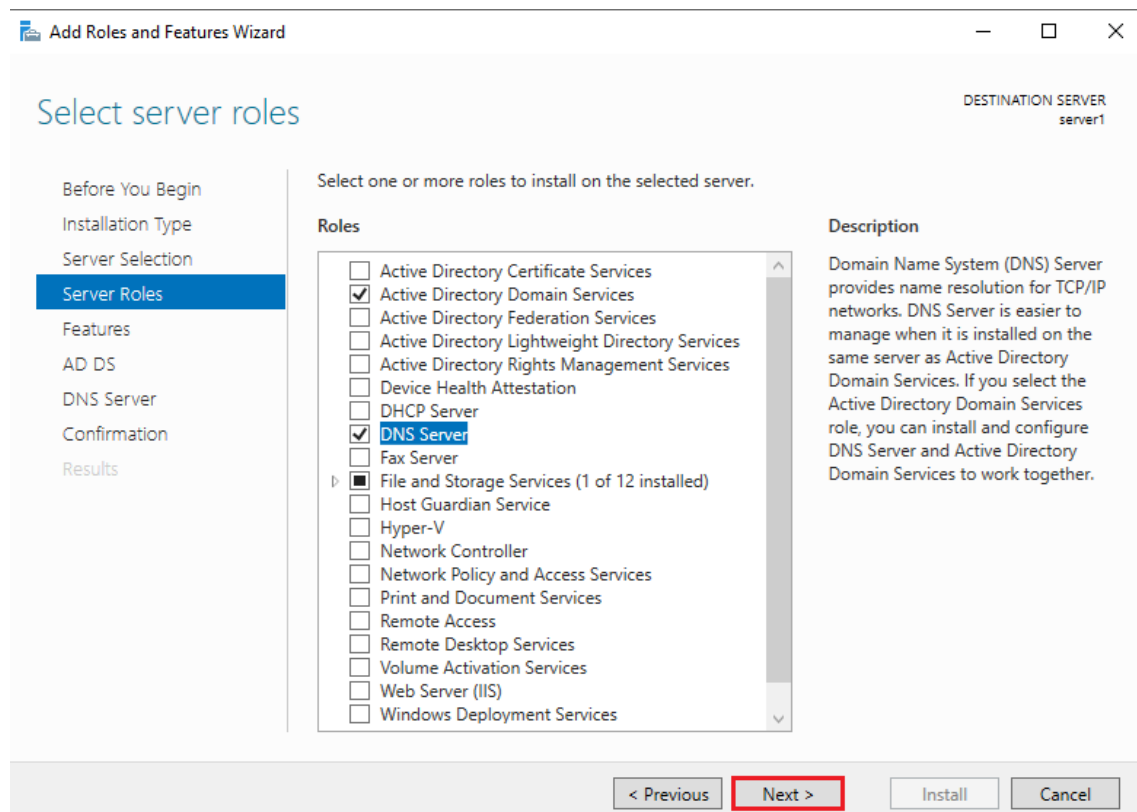 Add Roles and Features Wizard
Select server roles
DESTINATION SERVER
server1
Before You Begin
Installation Type
Server Selection
Server Roles
Features
AD DS
DNS Server
Confirmation
Results
Select one or more roles to install on the selected server.
Roles
Active Directory Certificate Services
Active Directory Domain Services
Active Directory Federation Services
Active Directory Lightweight Directory Services
Active Directory Rights Management Services
Device Health Attestation
DHCP Server
DNS Server
Fax Server
File and Storage Services (1 of 12 installed)
Host Guardian Service
Hyper-V
Network Controller
Network Policy and Access Services
Print and Document Services
Remote Access
Remote Desktop Services
Volume Activation Services
Web Server (IIS)
Windows Deployment Services
Description
Domain Name System (DNS) Server
provides name resolution for TCP/IP
networks. DNS Server is easier to
manage when it is installed on the
same server as Active Directory
Domain Services. If you select the
Active Directory Domain Services
role, you can install and configure
DNS Server and Active Directory
Domain Services to work together.
< Previous
Next >
Install
Cancel